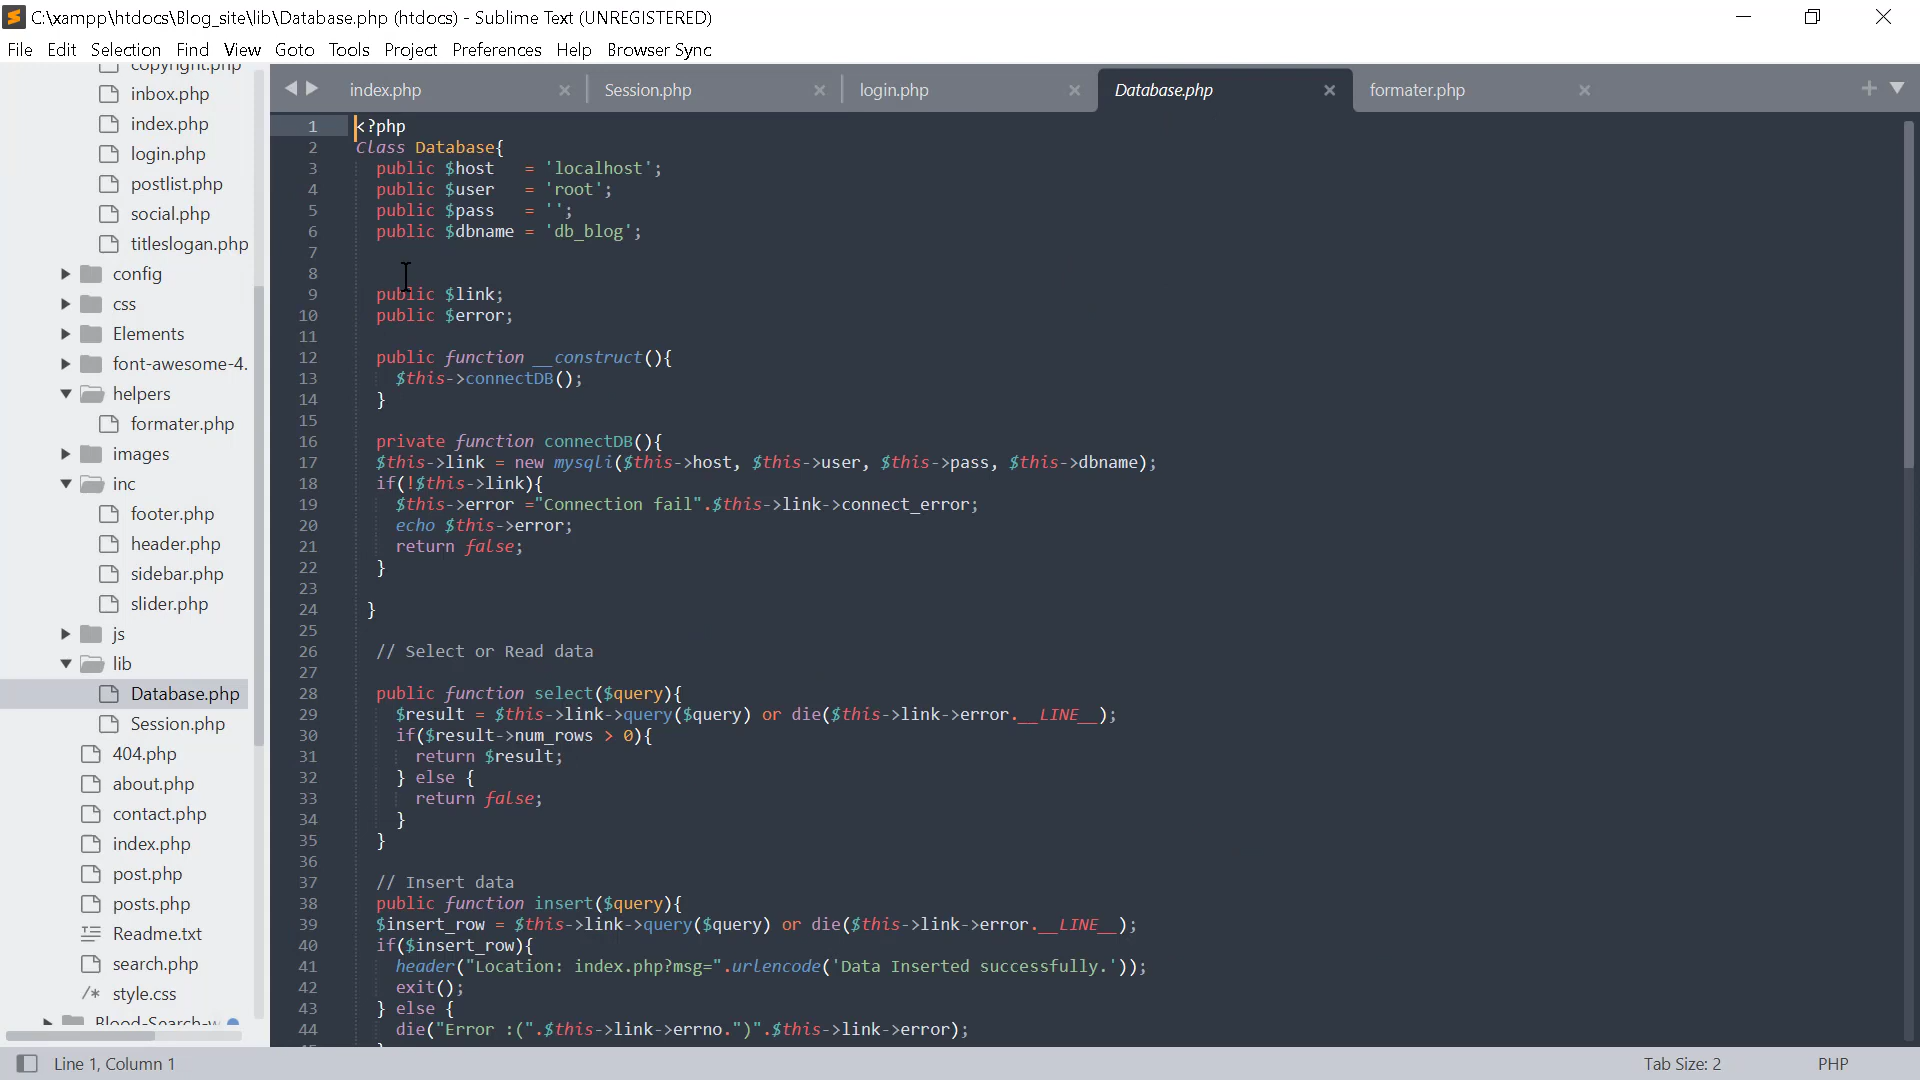 C:\xampp\htdocs\Blog_site\lib\Database.php (htdocs) - Sublime Text (UNREGISTERED)
File Edit Selection Find View Goto Tools Project Preferences Help Browser Sync
copyright.php
inbox.php
index.php
login.php
postlist.php
social.php
titleslogan.php
config
css
Elements
font-awesome-4.
helpers
formater.php
images
inc
footer.php
header.php
sidebar.php
slider.php
js
lib
Database.php
Session.php
404.php
about.php
contact.php
index.php
post.php
posts.php
Readme.txt
search.php
/* style.css
Blood-Search-w
index.php Session.php login.php Database.php formater.php
1 <?php
2 Class Database{
3 public $host   = 'localhost';
4 public $user   = 'root';
5 public $pass   = '';
6 public $dbname = 'db_blog';
7
8
9 public $link;
10 public $error;
11
12 public function __construct(){
13 $this->connectDB();
14 }
15
16 private function connectDB(){
17 $this->link = new mysqli($this->host, $this->user, $this->pass, $this->dbname);
18 if(!$this->link){
19 $this->error ="Connection fail".$this->link->connect_error;
20 echo $this->error;
21 return false;
22 }
23
24 }
25
26 // Select or Read data
27
28 public function select($query){
29 $result = $this->link->query($query) or die($this->link->error.__LINE__);
30 if($result->num_rows > 0){
31 return $result;
32 } else {
33 return false;
34 }
35 }
36
37 // Insert data
38 public function insert($query){
39 $insert_row = $this->link->query($query) or die($this->link->error.__LINE__);
40 if($insert_row){
41 header("Location: index.php?msg=".urlencode('Data Inserted successfully.'));
42 exit();
43 } else {
44 die("Error :(".$this->link->errno.")".$this->link->error);
Line 1, Column 1
Tab Size: 2 PHP